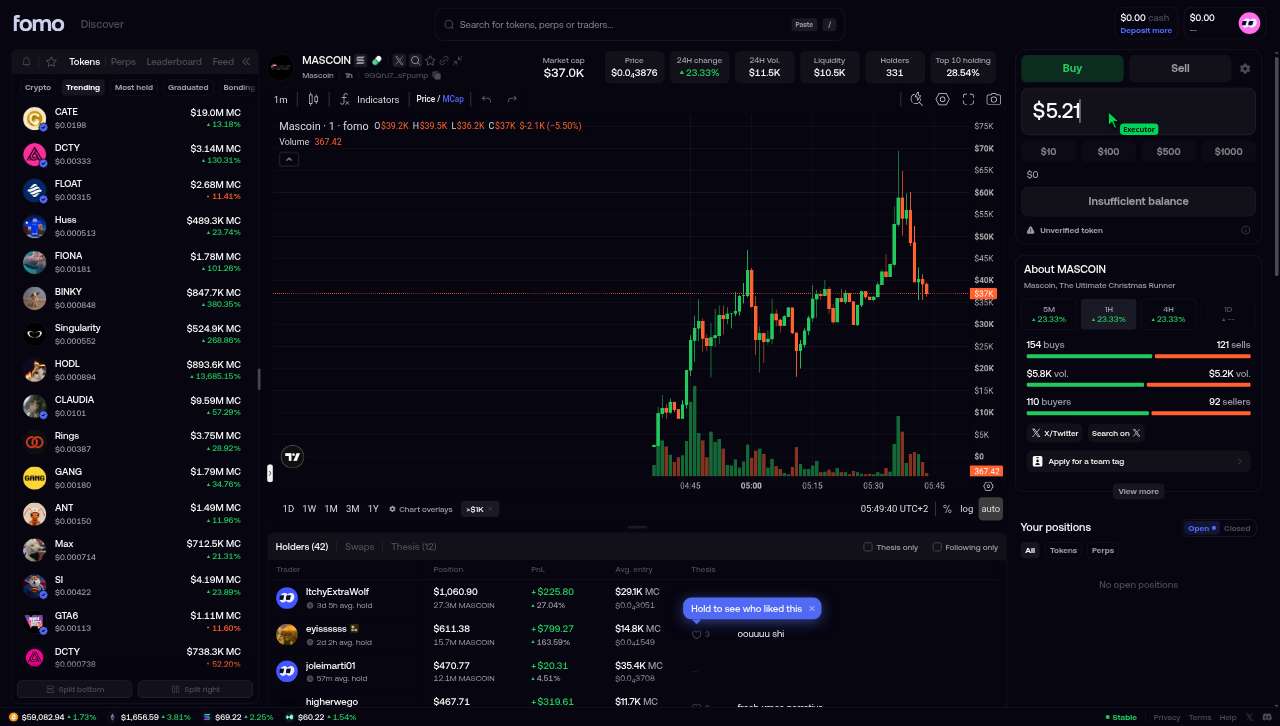 fomo
Discover
Search for tokens, perps or traders...
Paste
/
$0.00 cash
Deposit more
$0.00
—
Tokens Perps Leaderboard Feed
Crypto Trending Most held Graduated Bonding
CATE $19.0M MC
$0.0198 13.18%
DCTY $3.14M MC
$0.00333 130.31%
FLOAT $2.68M MC
$0.00315 11.41%
Huss $489.3K MC
$0.000513 23.74%
FIONA $1.78M MC
$0.00181 101.26%
BINKY $847.7K MC
$0.000848 380.35%
Singularity $524.9K MC
$0.000552 268.86%
HODL $893.6K MC
$0.000894 13,685.15%
CLAUDIA $9.59M MC
$0.0101 57.29%
Rings $3.75M MC
$0.00387 28.92%
GANG $1.79M MC
$0.00180 34.76%
ANT $1.49M MC
$0.00150 11.96%
Max $712.5K MC
$0.000714 21.31%
SI $4.19M MC
$0.00422 23.89%
GTA6 $1.11M MC
$0.00113 11.60%
DCTY $738.3K MC
$0.000738 52.20%
Split bottom Split right
MASCOIN
Mascoin 1h
Market cap
$37.0K
Price
$0.0₄3876
24H change
23.33%
24H Vol.
$11.5K
Liquidity
$10.5K
Holders
331
Top 10 holding
28.54%
1m Indicators Price / MCap
Mascoin · 1 · fomo O$39.2K H$39.5K L$36.2K C$37K $-2.1K (-5.50%)
Volume 367.42
$75K
$70K
$65K
$60K
$55K
$50K
$45K
$40K
$37K
$35K
$30K
$25K
$20K
$15K
$10K
$5K
$0
367.42
04:45 05:00 05:15 05:30 05:45
1D 1W 1M 3M 1Y Chart overlays >$1K
05:49:40 UTC+2 % log auto
Holders (42) Swaps Thesis (12)
Thesis only Following only
Trader Position PnL Avg. entry Thesis
ItchyExtraWolf $1,060.90 +$225.80 $29.1K MC
3d 5h avg. hold 27.3M MASCOIN 27.04% $0.0₄3051
Hold to see who liked this ×
eyissssss $611.38 +$799.27 $14.8K MC
2d 2h avg. hold 15.7M MASCOIN 163.59% $0.0₄1549
3 oouuuu shi
joleimarti01 $470.77 +$20.31 $35.4K MC
57m avg. hold 12.1M MASCOIN 4.51% $0.0₄3708
higherwego $467.71 +$319.61 $11.7K MC
Buy Sell
$5.21
Executor
$10 $100 $500 $1000
$0
Insufficient balance
Unverified token
About MASCOIN
Mascoin, The Ultimate Christmas Runner
5M 1H 4H 1D
23.33% 23.33% 23.33% --
154 buys 121 sells
$5.8K vol. $5.2K vol.
110 buyers 92 sellers
X/Twitter Search on X
Apply for a team tag
View more
Your positions
Open Closed
All Tokens Perps
No open positions
$59,082.94 1.73% $1,656.59 3.81% $69.22 2.25% $60.22 1.54%
Stable Privacy Terms Help